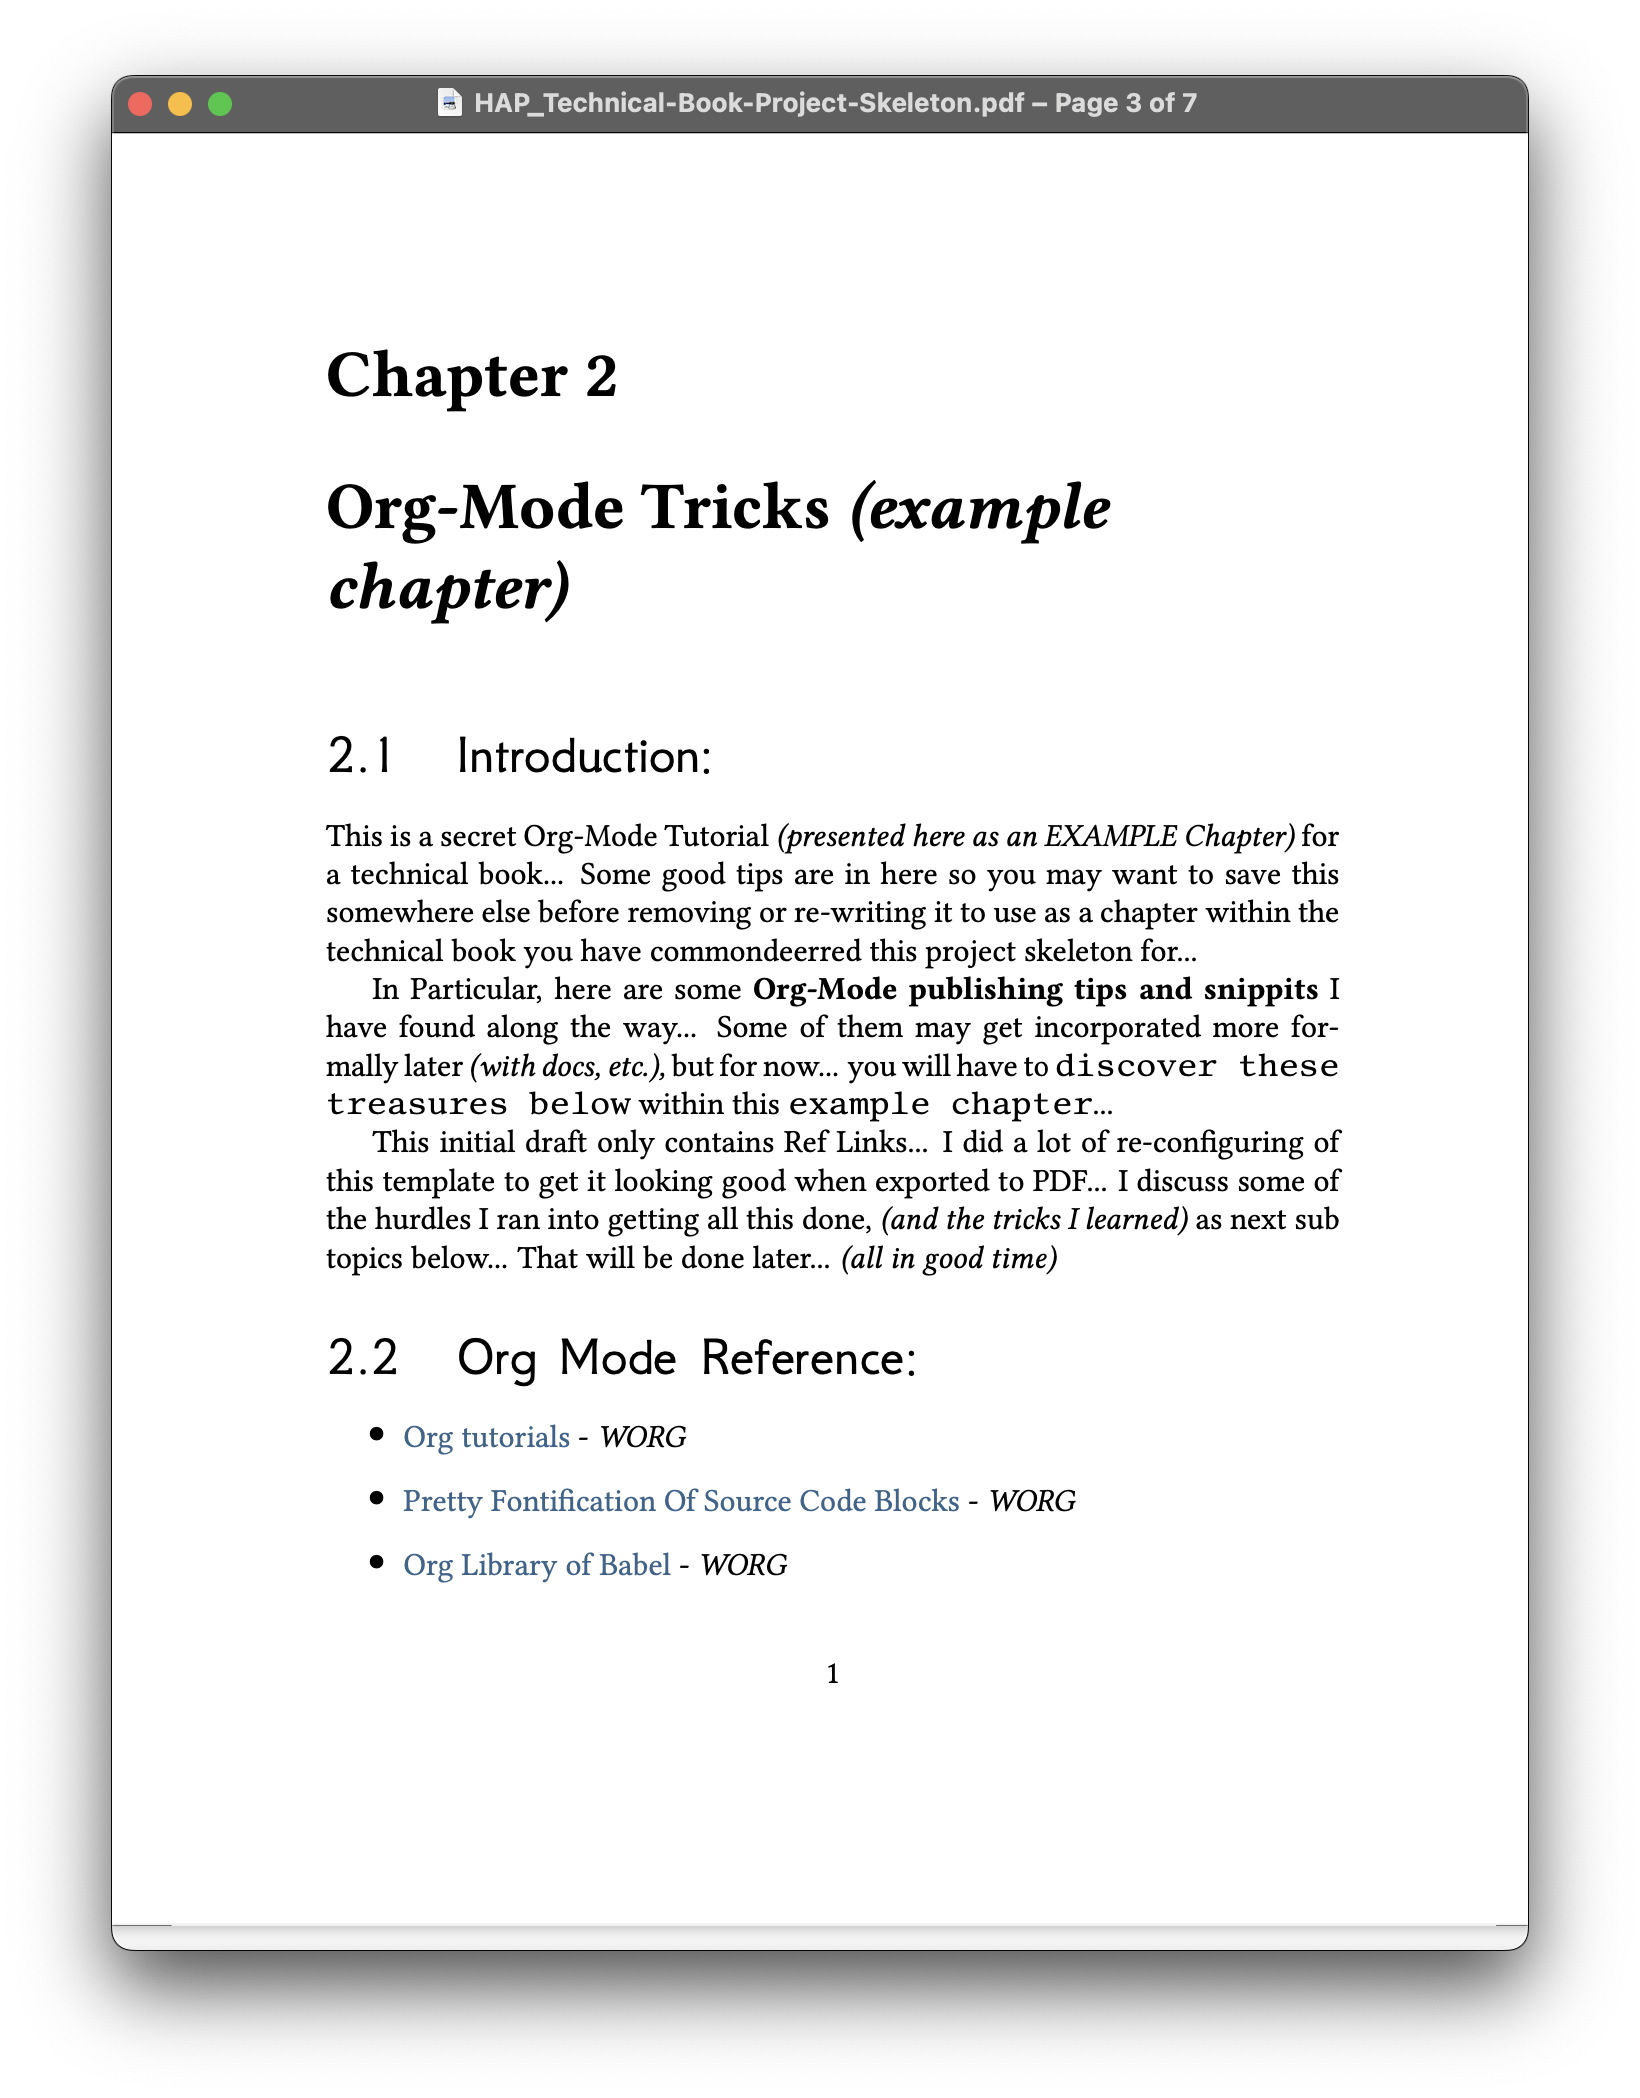 HAP_Technical-Book-Project-Skeleton.pdf – Page 3 of 7
Chapter 2
Org-Mode Tricks (example
chapter)
2.1 Introduction:
This is a secret Org-Mode Tutorial (presented here as an EXAMPLE Chapter) for
a technical book... Some good tips are in here so you may want to save this
somewhere else before removing or re-writing it to use as a chapter within the
technical book you have commondeerred this project skeleton for...
In Particular, here are some Org-Mode publishing tips and snippits I
have found along the way... Some of them may get incorporated more for-
mally later (with docs, etc.), but for now... you will have to discover these
treasures below within this example chapter...
This initial draft only contains Ref Links... I did a lot of re-configuring of
this template to get it looking good when exported to PDF... I discuss some of
the hurdles I ran into getting all this done, (and the tricks I learned) as next sub
topics below... That will be done later... (all in good time)
2.2 Org Mode Reference:
• Org tutorials - WORG
• Pretty Fontification Of Source Code Blocks - WORG
• Org Library of Babel - WORG
1